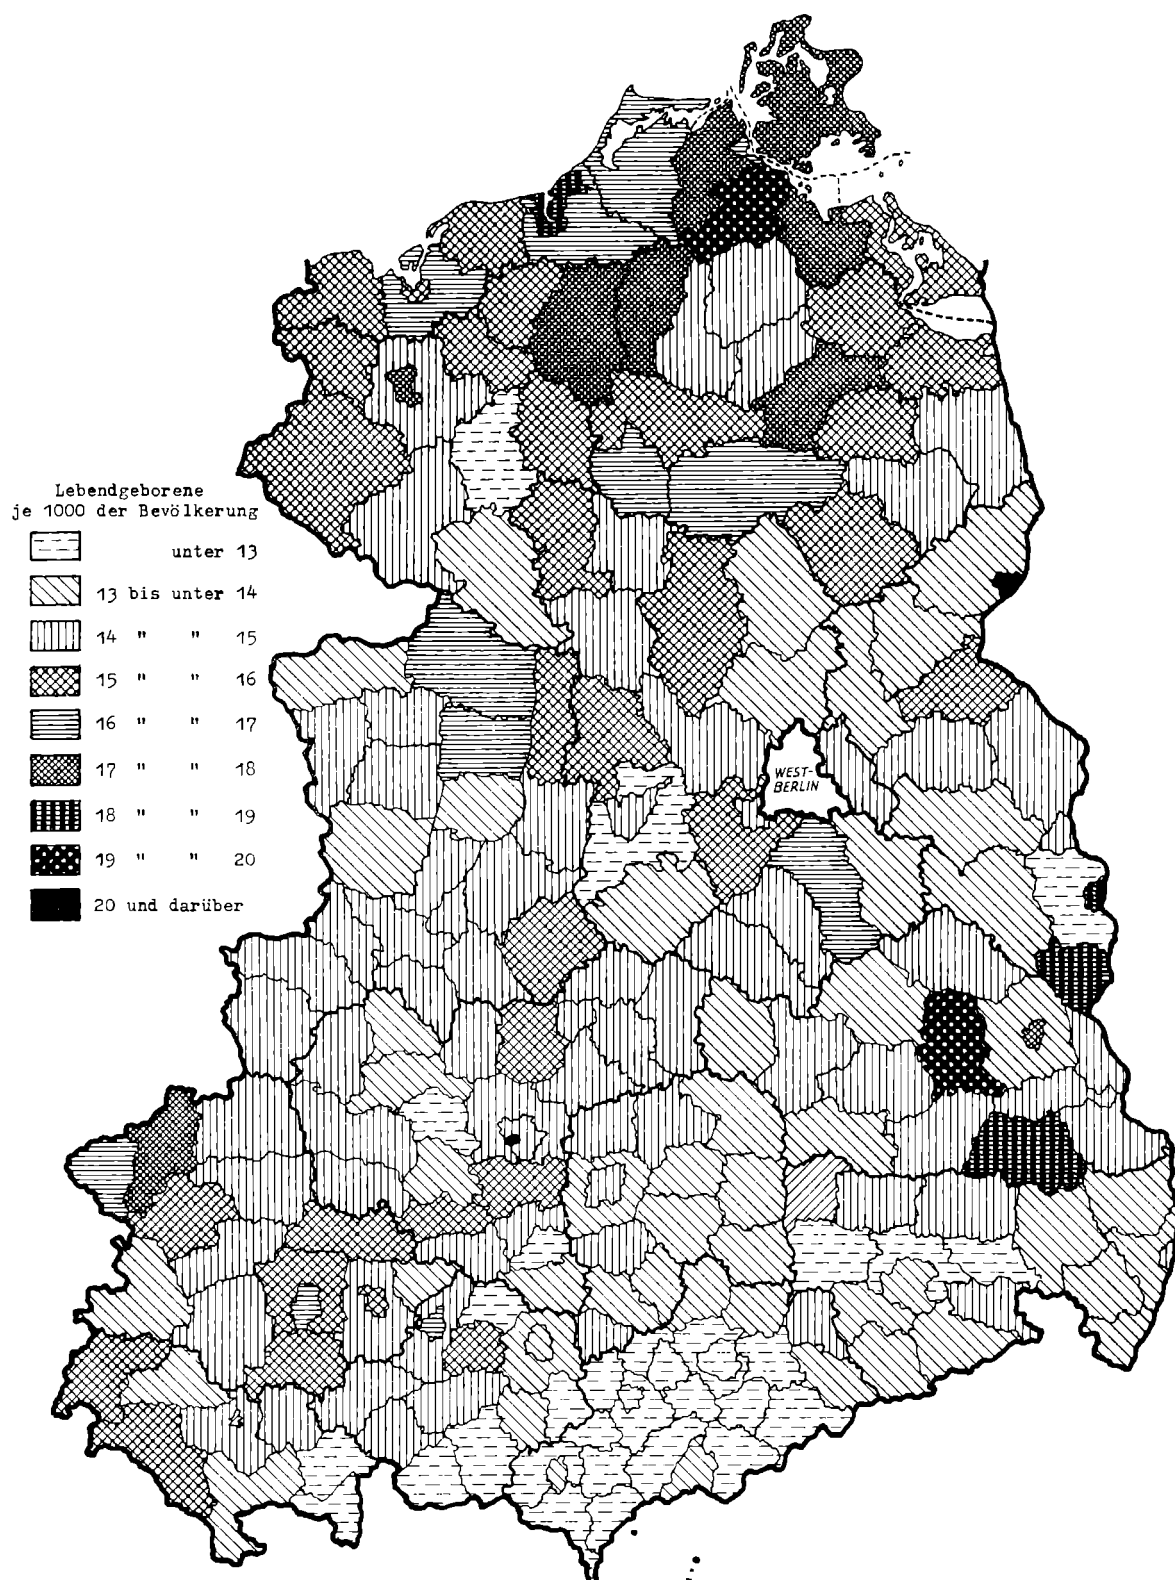 Lebendgeborene
je 1000 der Bevölkerung
unter 13
13 bis unter 14
14 " " 15
15 " " 16
16 " " 17
17 " " 18
18 " " 19
19 " " 20
20 und darüber
WEST-
BERLIN